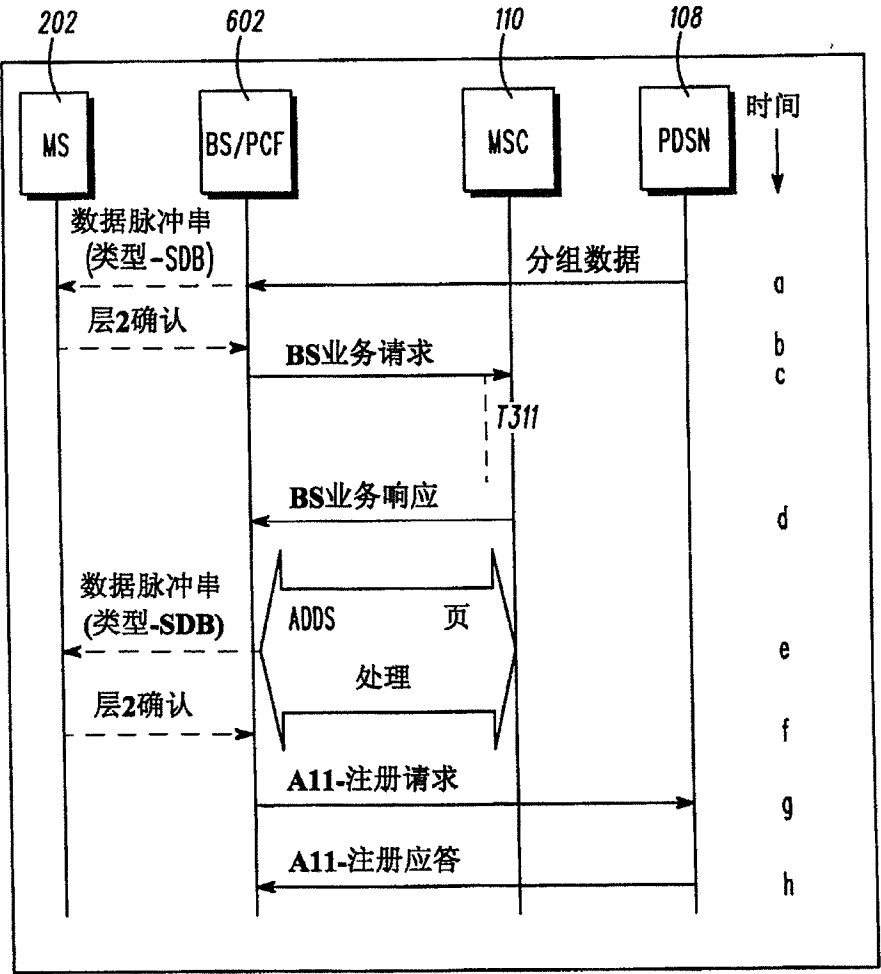 202 602 110 108
MS BS/PCF MSC PDSN 时间
数据脉冲串
(类型-SDB)
分组数据
a
层2确认
b
BS业务请求
c
T311
BS业务响应
d
数据脉冲串
(类型-SDB)
ADDS 页
e
处理
层2确认
f
A11-注册请求
g
A11-注册应答
h